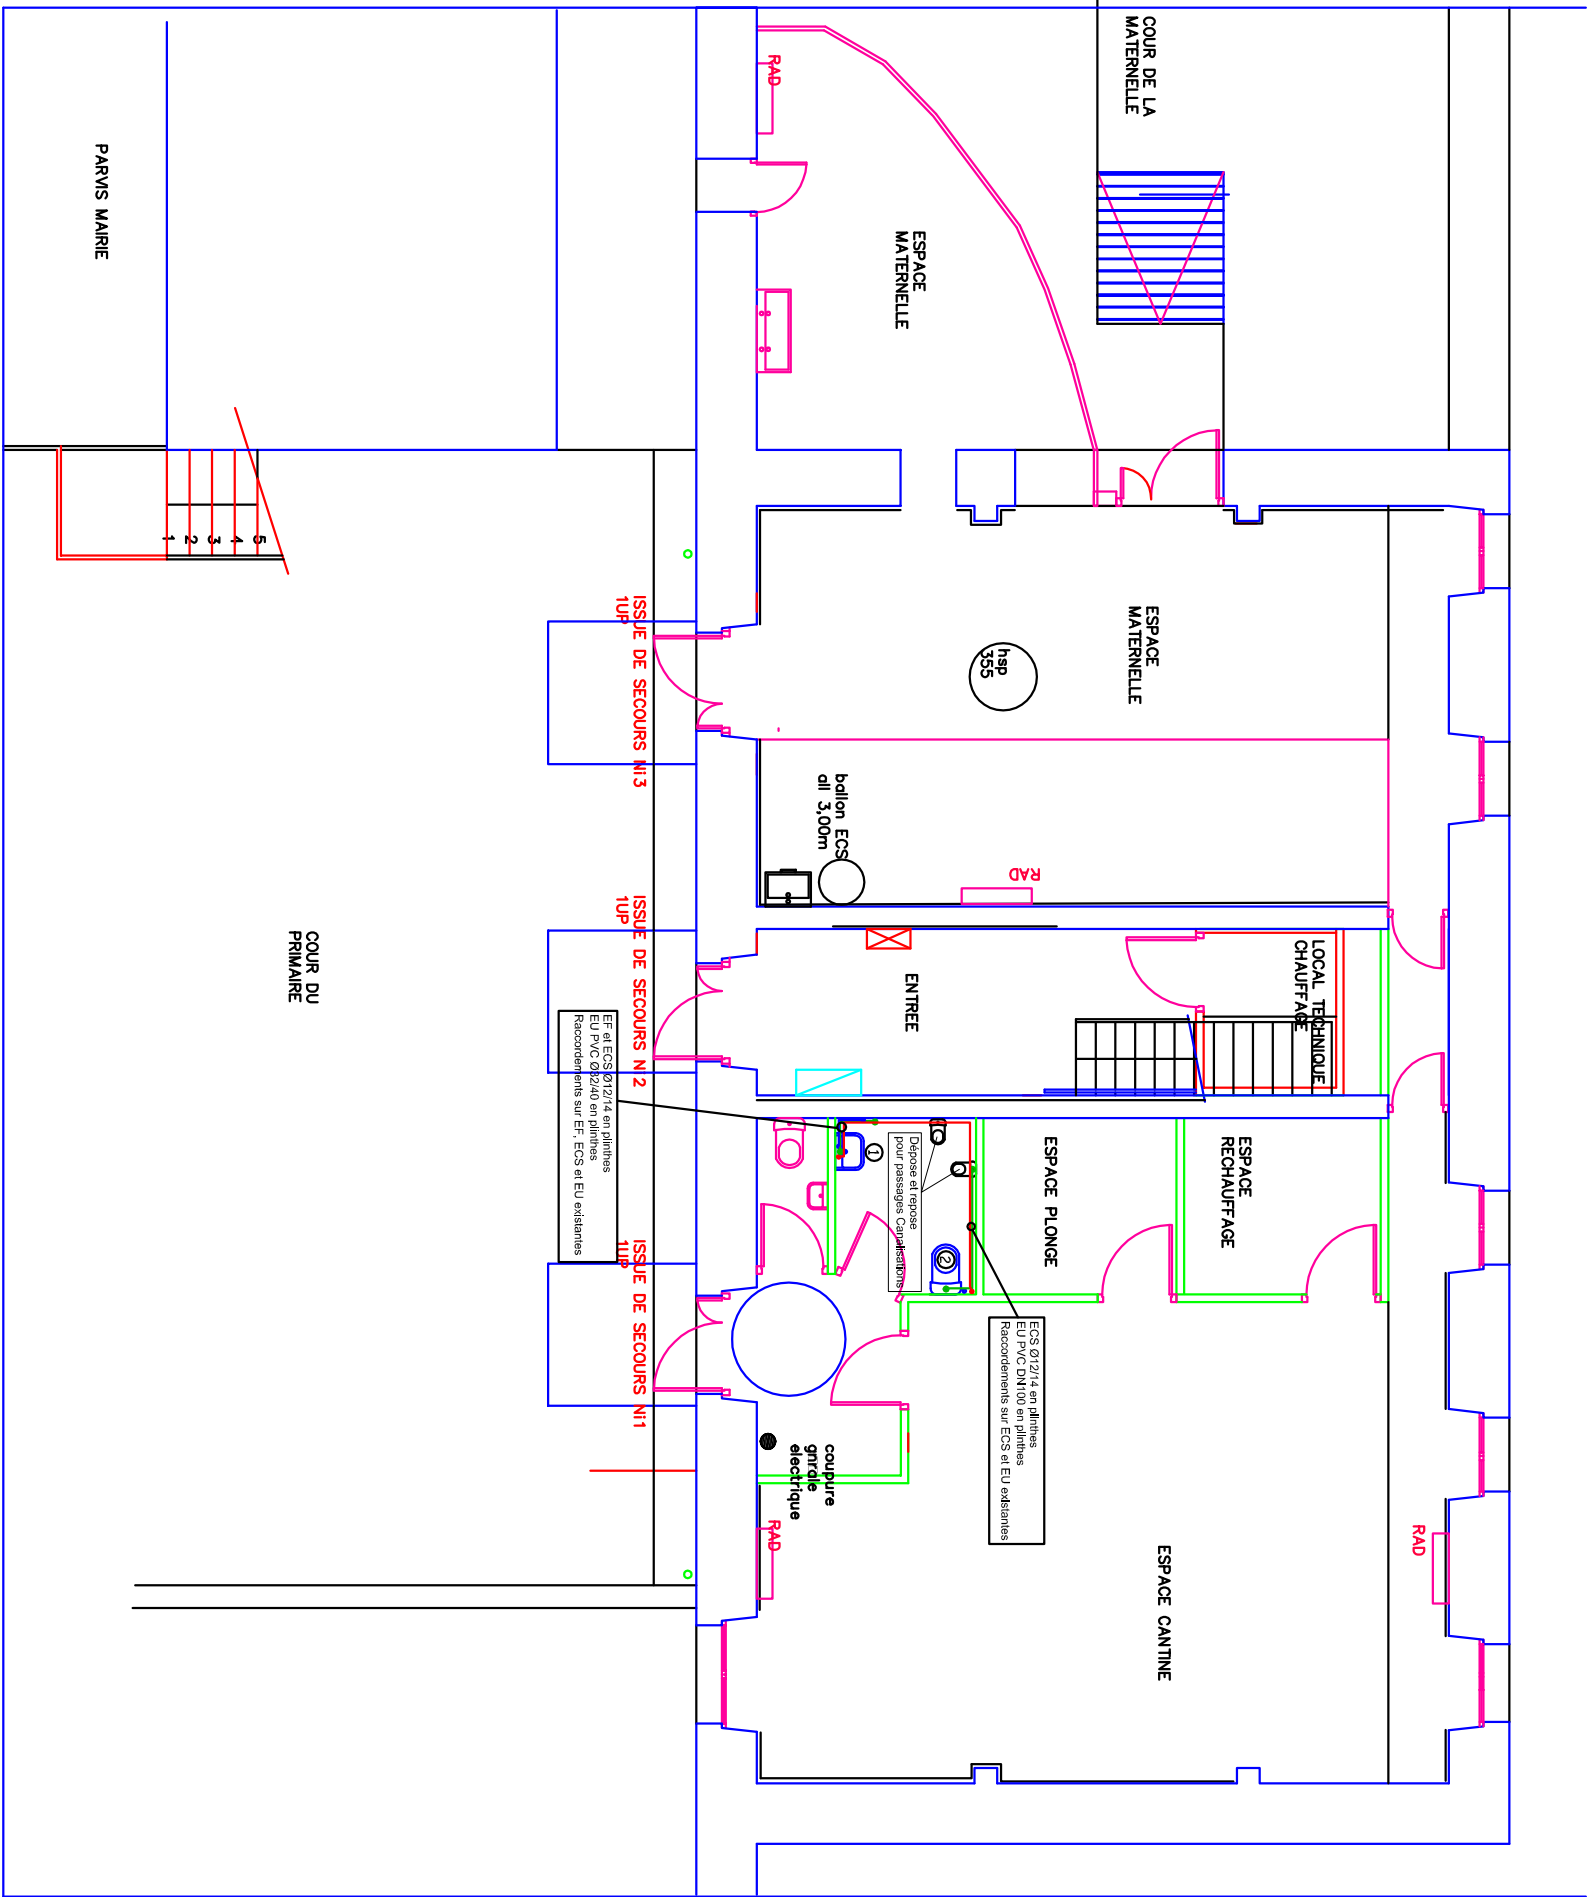 COUR DE LA
MATERNELLE
RAD
PARVIS MAIRIE
ESPACE
MATERNELLE
1
2
3
4
5
ISSUE DE SECOURS Ni3
1UP
ESPACE
MATERNELLE
hsp
355
ballon ECS
all 3,00m
RAD
ISSUE DE SECOURS Ni2
1UP
COUR DU
PRIMAIRE
ENTREE
LOCAL TECHNIQUE
CHAUFFAGE
EF et ECS Ø12/14 en plinthes
EU PVC Ø32/40 en plinthes
Raccordements sur EF, ECS et EU existantes
1
Dépose et repose
pour passages Canalisations
2
ESPACE PLONGE
ESPACE
RECHAUFFAGE
ISSUE DE SECOURS Ni1
1UP
ECS Ø12/14 en plinthes
EU PVC DN100 en plinthes
Raccordements sur ECS et EU existantes
coupure
gnrale
electrique
RAD
ESPACE CANTINE
RAD